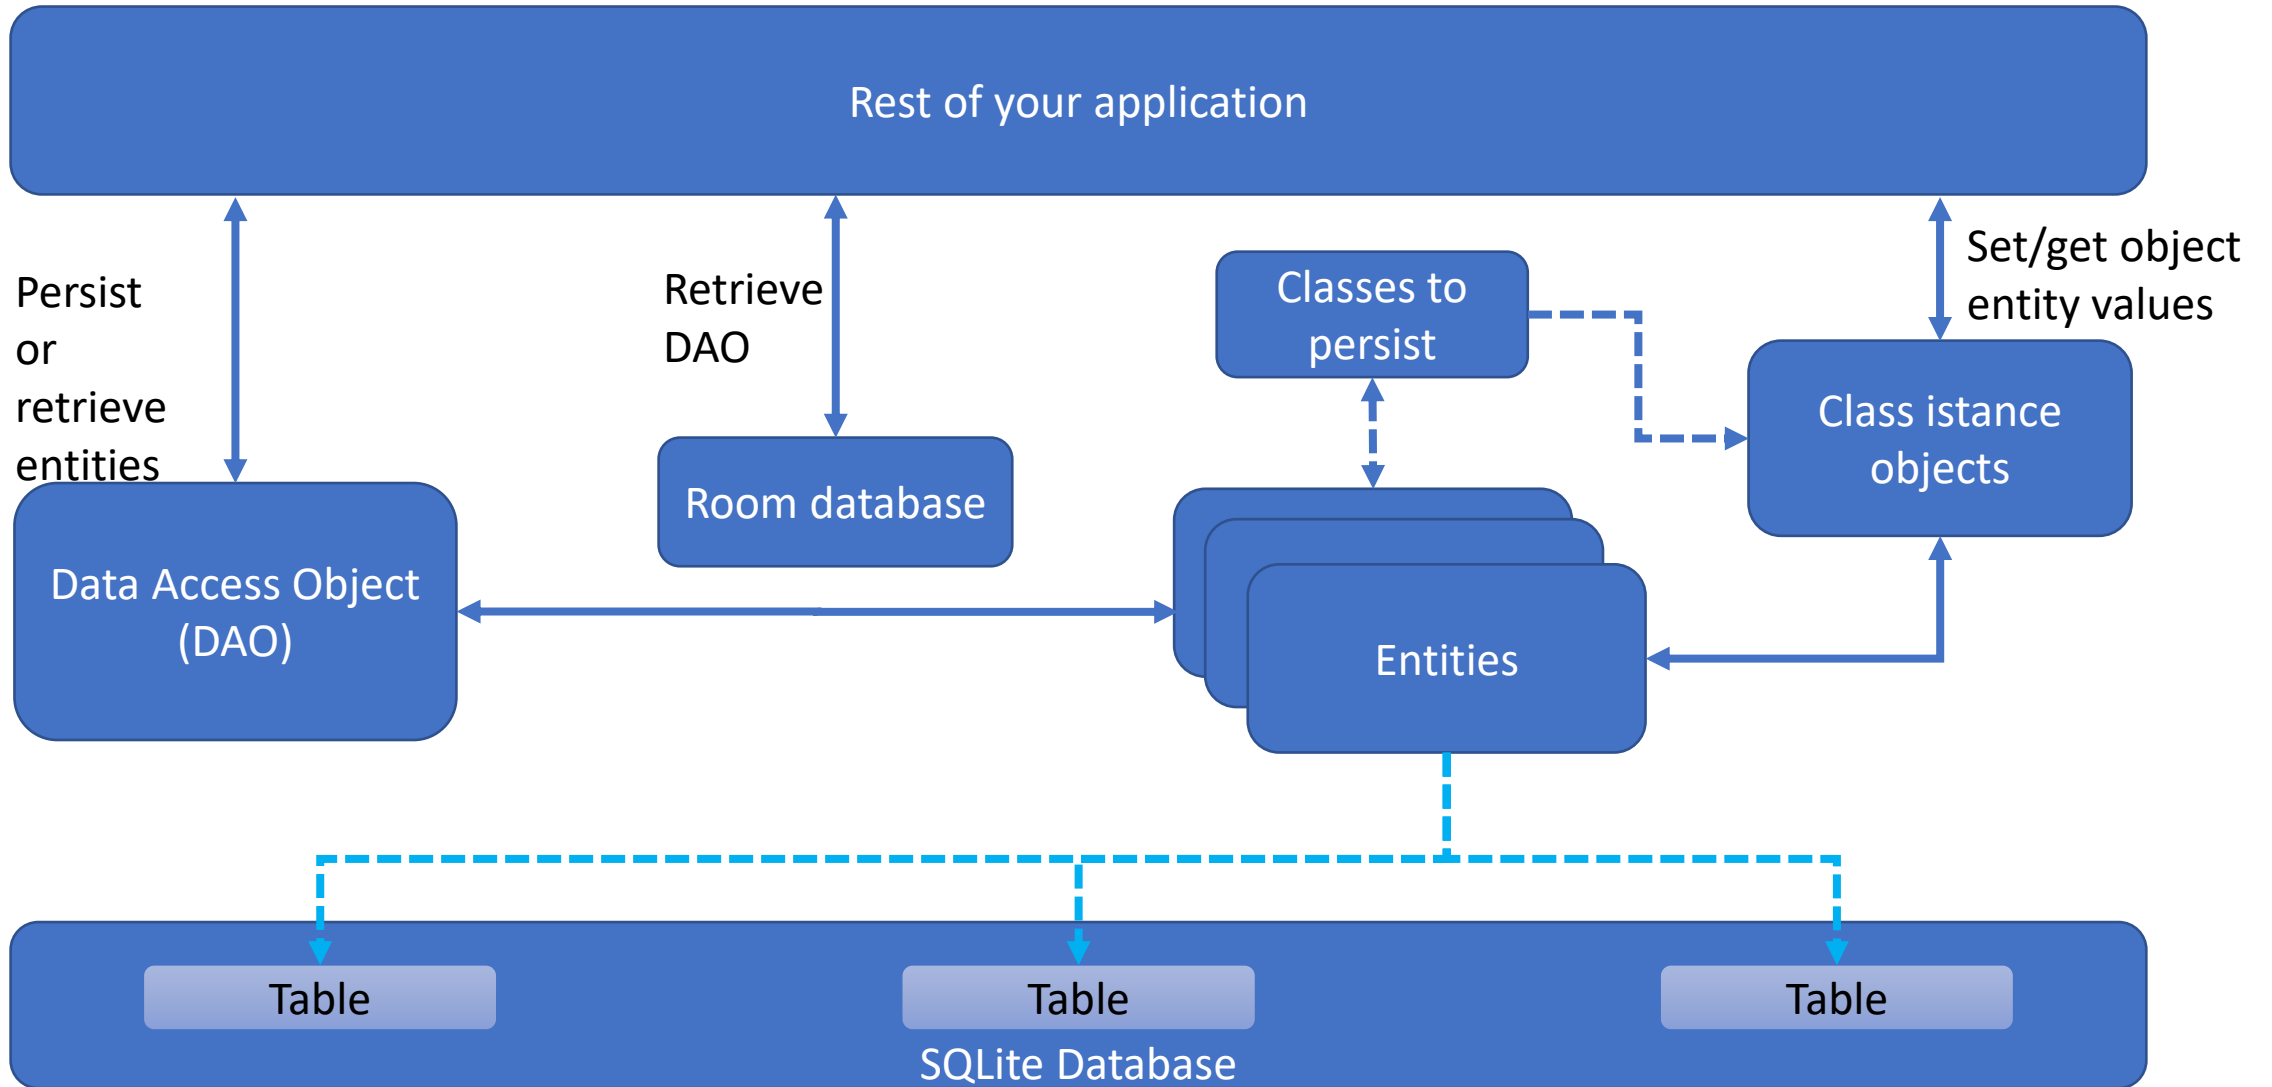 Rest of your application
Persist
or
retrieve
entities
Retrieve
DAO
Classes to
persist
Set/get object
entity values
Class istance
objects
Room database
Data Access Object
(DAO)
Entities
Table
Table
Table
SQLite Database